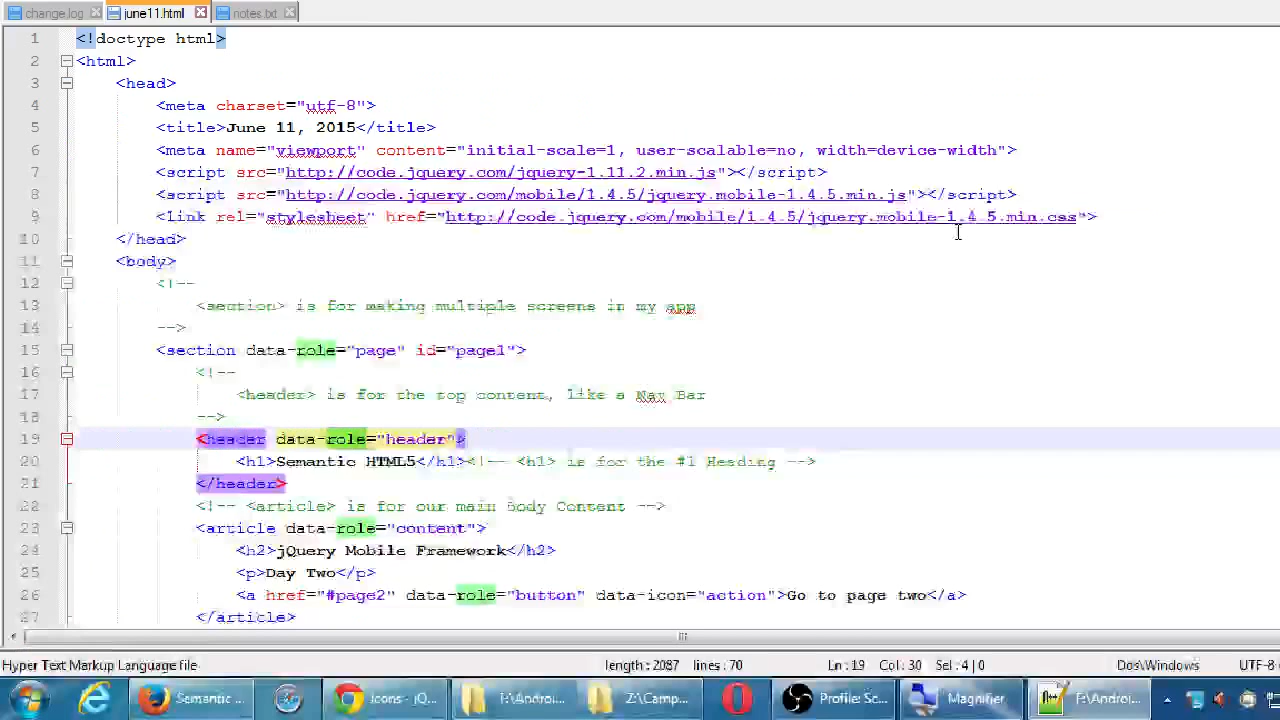 change.log june11.html notes.txt
1 <!doctype html>
2 <html>
3 <head>
4 <meta charset="utf-8">
5 <title>June 11, 2015</title>
6 <meta name="viewport" content="initial-scale=1, user-scalable=no, width=device-width">
7 <script src="http://code.jquery.com/jquery-1.11.2.min.js"></script>
8 <script src="http://code.jquery.com/mobile/1.4.5/jquery.mobile-1.4.5.min.js"></script>
9 <link rel="stylesheet" href="http://code.jquery.com/mobile/1.4.5/jquery.mobile-1.4.5.min.css">
10 </head>
11 <body>
12 <!--
13 <section> is for making multiple screens in my app
14 -->
15 <section data-role="page" id="page1">
16 <!--
17 <header> is for the top content, like a Nav Bar
18 -->
19 <header data-role="header">
20 <h1>Semantic HTML5</h1><!-- <h1> is for the #1 Heading -->
21 </header>
22 <!-- <article> is for our main Body Content -->
23 <article data-role="content">
24 <h2>jQuery Mobile Framework</h2>
25 <p>Day Two</p>
26 <a href="#page2" data-role="button" data-icon="action">Go to page two</a>
27 </article>
Hyper Text Markup Language file length : 2087 lines : 70 Ln : 19 Col : 30 Sel : 4 | 0 Dos\Windows UTF-8
Semantic ... Icons - jQ... F:\Androi... Z:\Camp... Profile: Sc... Magnifier F:\Androi...